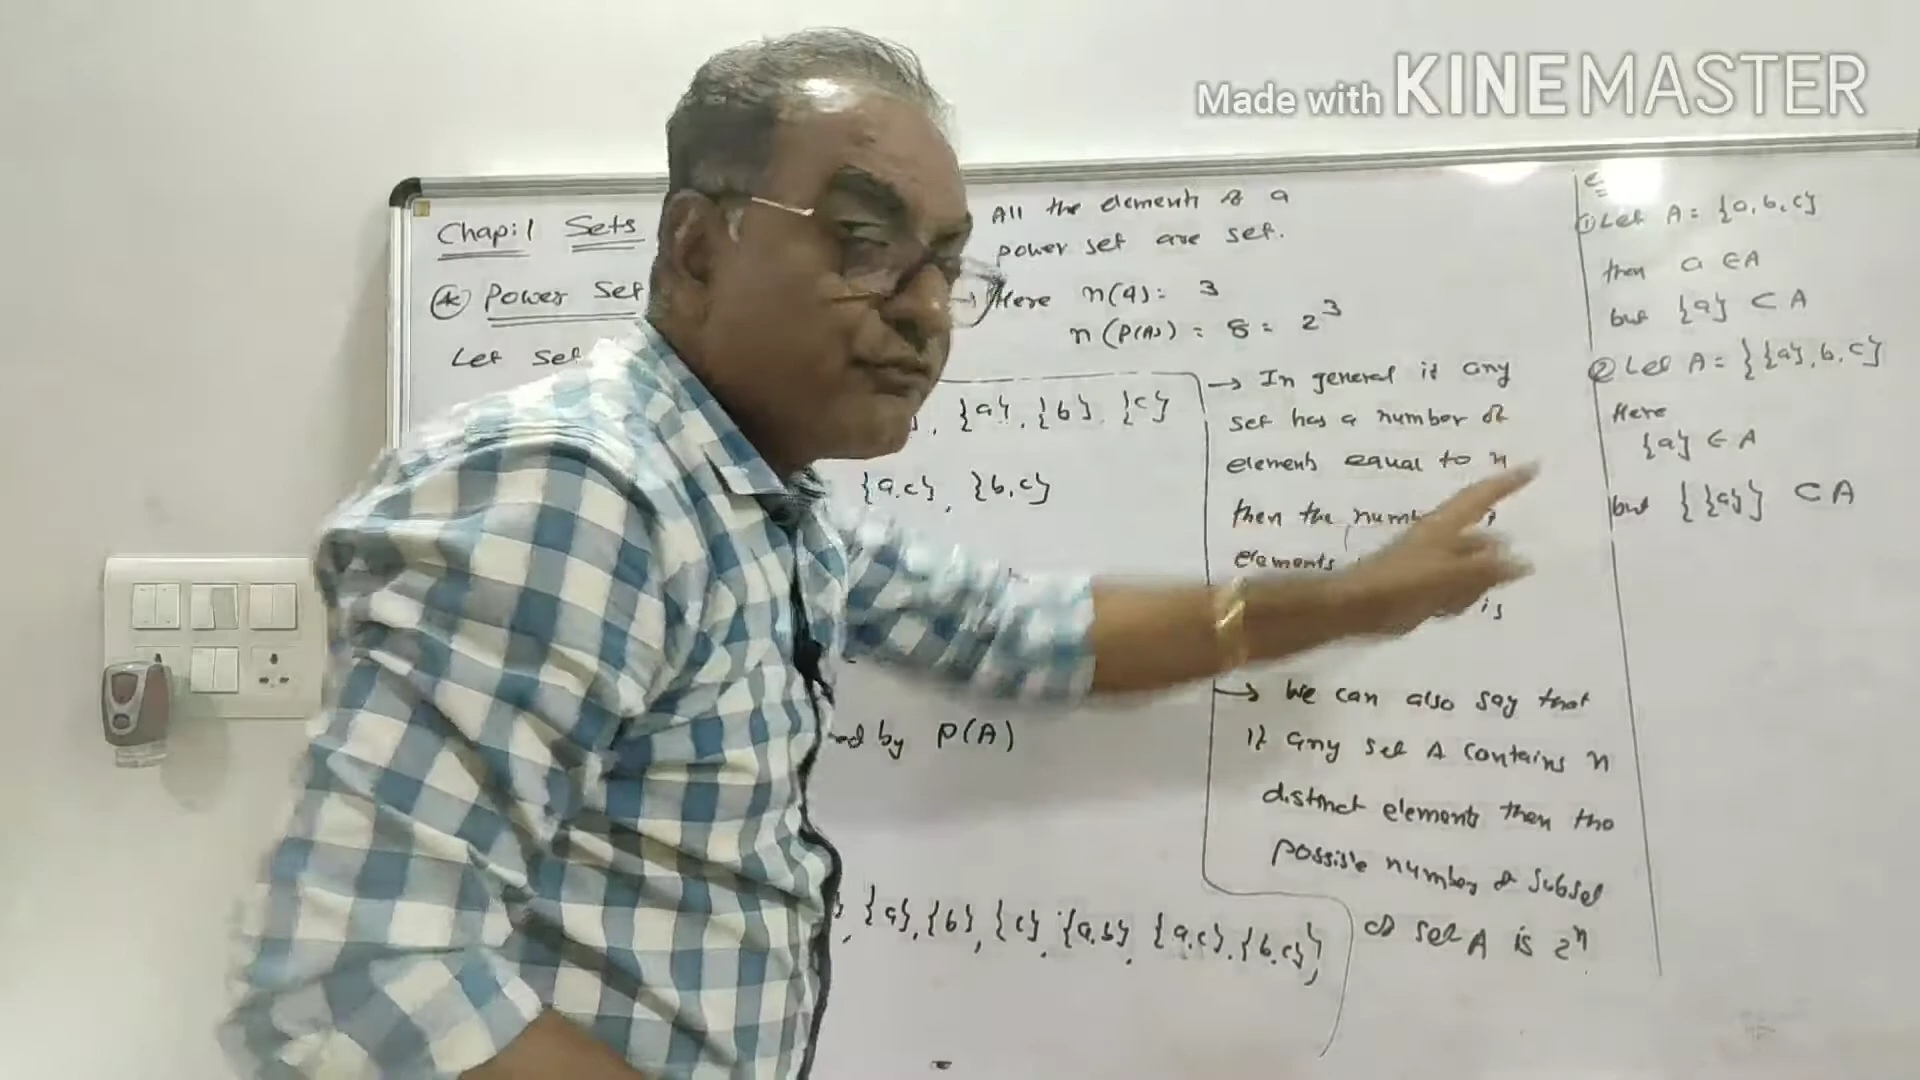 Made with KINEMASTER
Chap:1 Sets
Power Set
Let Set
{a}, {b}, {c}
{a,c}, {b,c}
by P(A)
{a}, {b}, {c}, {a,b}, {a,c}, {b,c},
All the elements of a
power set are set.
→ Here n(A) = 3
n(P(A)) = 8 = 2³
→ In general if any
set has a number of
elements equal to n
then the
elements
is
→ We can also say that
if any set A contains n
distinct elements then the
possible number of subset
of set A is 2ⁿ
① Let A = {a, b, c}
then a ∈ A
but {a} ⊂ A
② Let A = {{a}, b, c}
Here
{a} ∈ A
but {{a}} ⊂ A